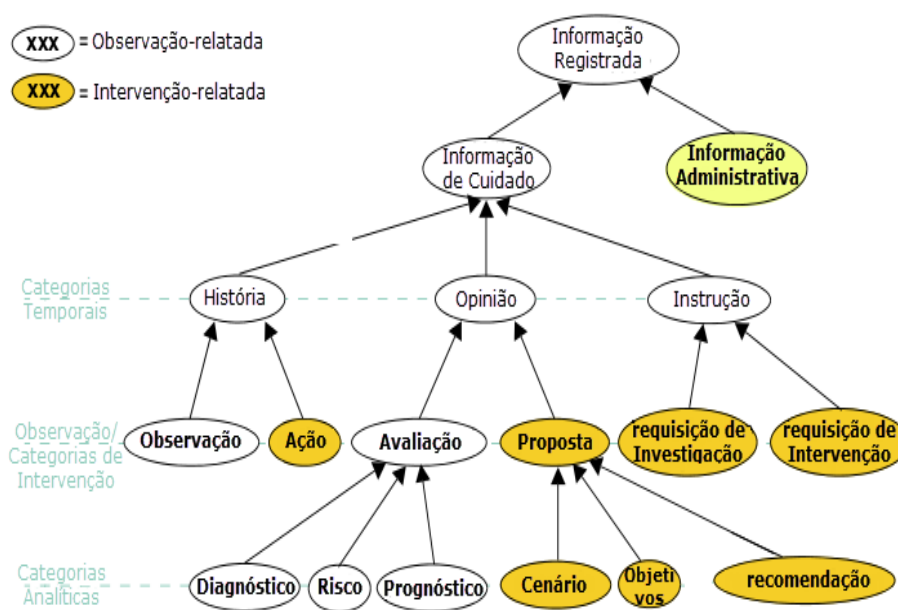 XXX = Observação-relatada
XXX = Intervenção-relatada
Informação
Registrada
Informação
de Cuidado
Informação
Administrativa
Categorias
Temporais
História
Opinião
Instrução
Observação/
Categorias de
Intervenção
Observação
Ação
Avaliação
Proposta
requisição de
Investigação
requisição de
Intervenção
Categorias
Analíticas
Diagnóstico
Risco
Prognóstico
Cenário
Objeti
vos
recomendação